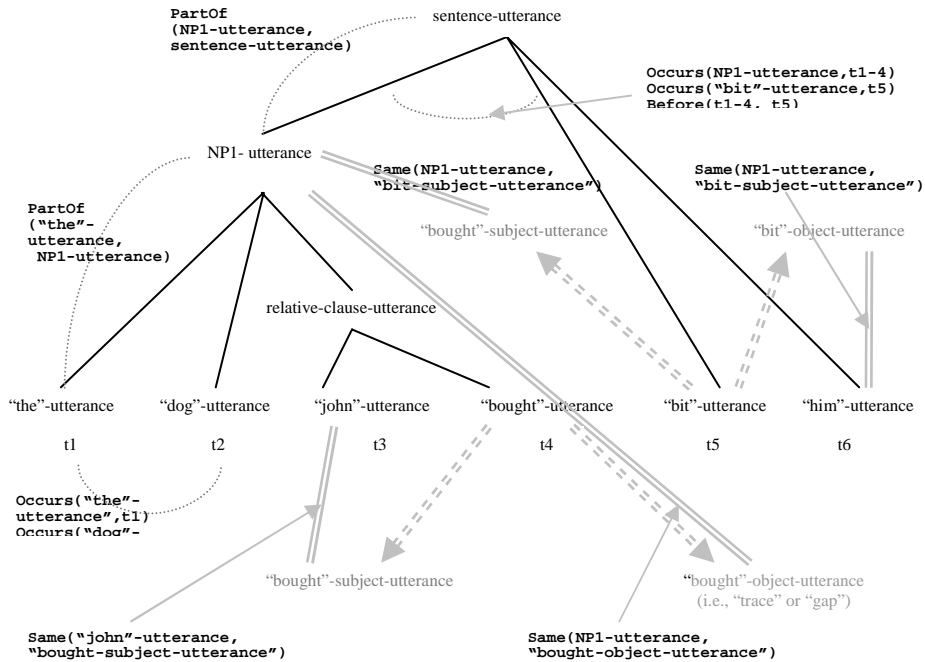 PartOf
(NP1-utterance,
sentence-utterance)
sentence-utterance
Occurs(NP1-utterance,t1-4)
Occurs(“bit”-utterance,t5)
Before(t1-4, t5)
NP1- utterance
Same(NP1-utterance,
“bit-subject-utterance”)
Same(NP1-utterance,
“bit-subject-utterance”)
PartOf
(“the”-
utterance,
NP1-utterance)
“bought”-subject-utterance
“bit”-object-utterance
relative-clause-utterance
“the”-utterance
“dog”-utterance
“john”-utterance
“bought”-utterance
“bit”-utterance
“him”-utterance
t1
t2
t3
t4
t5
t6
Occurs(“the”-
utterance”,t1)
Occurs(“dog”-
“bought”-subject-utterance
“bought”-object-utterance
(i.e., “trace” or “gap”)
Same(“john”-utterance,
“bought-subject-utterance”)
Same(NP1-utterance,
“bought-object-utterance”)